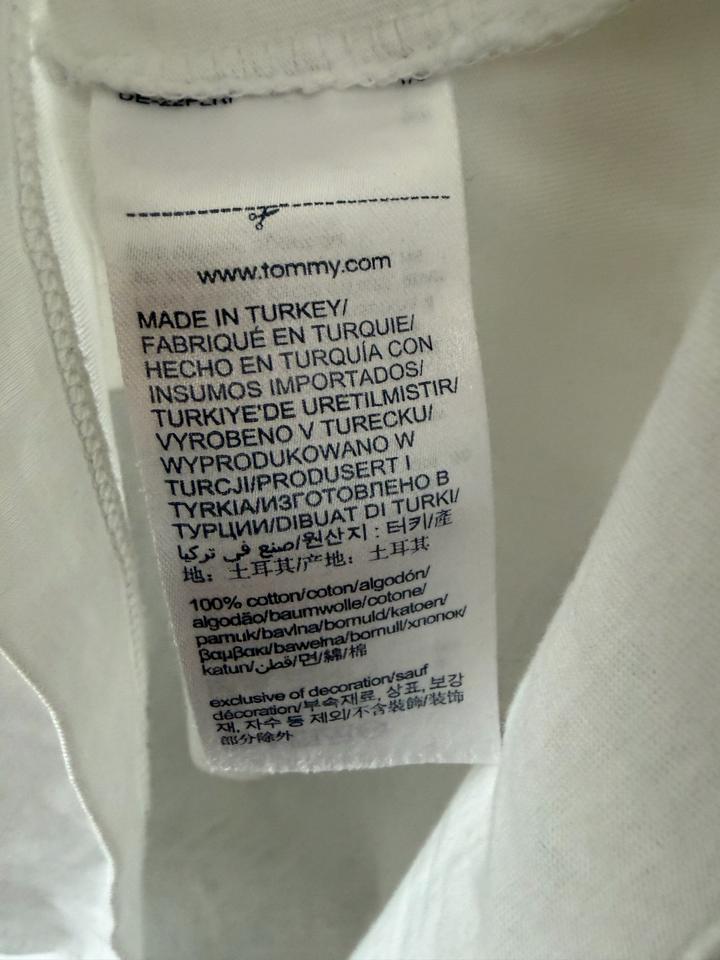 www.tommy.com
MADE IN TURKEY/
FABRIQUÉ EN TURQUIE/
HECHO EN TURQUÍA CON
INSUMOS IMPORTADOS/
TURKIYE'DE URETILMISTIR/
VYROBENO V TURECKU/
WYPRODUKOWANO W
TURCJI/PRODUSERT I
TYRKIA/ИЗГОТОВЛЕНО В
ТУРЦИИ/DIBUAT DI TURKI/
صنع في تركيا/원산지 : 터키/產
地：土耳其/产地：土耳其
100% cotton/coton/algodón/
algodão/baumwolle/cotone/
pamuk/bavlna/bomuld/katoen/
βαμβακι/bawełna/bomull/хлопок/
katun/قطن/면/綿/棉
exclusive of decoration/sauf
décoration/부속재료, 상표, 보강
재, 자수 등 제외/不含裝飾/装饰
部分除外